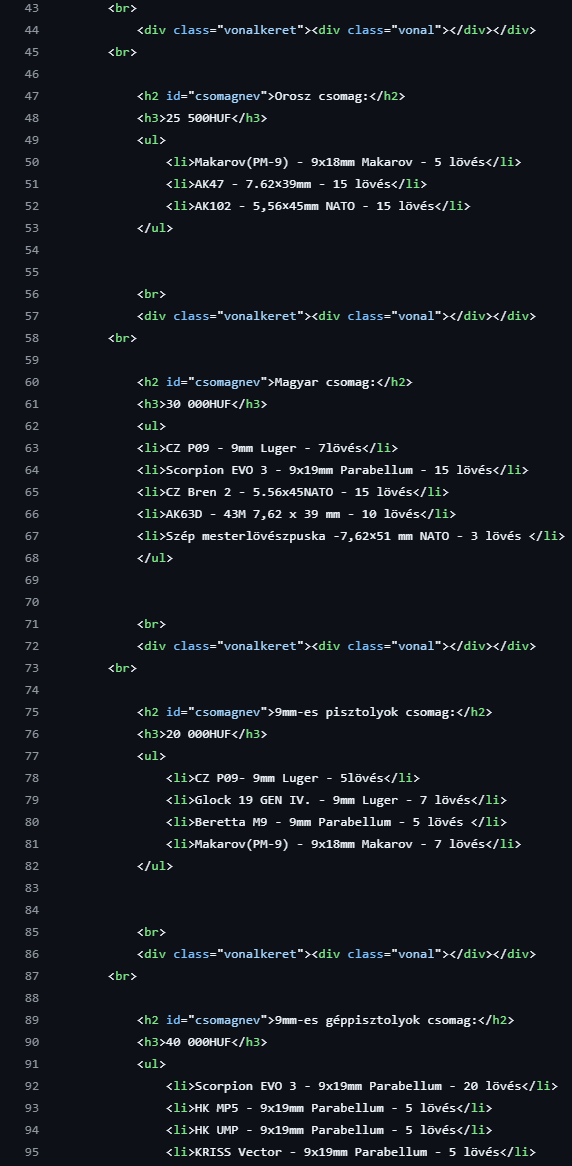 43 <br>
44 <div class="vonalkeret"><div class="vonal"></div></div>
45 <br>
46
47 <h2 id="csomagnev">Orosz csomag:</h2>
48 <h3>25 500HUF</h3>
49 <ul>
50 <li>Makarov(PM-9) - 9x18mm Makarov - 5 lövés</li>
51 <li>AK47 - 7.62×39mm - 15 lövés</li>
52 <li>AK102 - 5,56×45mm NATO - 15 lövés</li>
53 </ul>
54
55
56 <br>
57 <div class="vonalkeret"><div class="vonal"></div></div>
58 <br>
59
60 <h2 id="csomagnev">Magyar csomag:</h2>
61 <h3>30 000HUF</h3>
62 <ul>
63 <li>CZ P09 - 9mm Luger - 7lövés</li>
64 <li>Scorpion EVO 3 - 9x19mm Parabellum - 15 lövés</li>
65 <li>CZ Bren 2 - 5.56x45NATO - 15 lövés</li>
66 <li>AK63D - 43M 7,62 x 39 mm - 10 lövés</li>
67 <li>Szép mesterlövészpuska -7,62×51 mm NATO - 3 lövés </li>
68 </ul>
69
70
71 <br>
72 <div class="vonalkeret"><div class="vonal"></div></div>
73 <br>
74
75 <h2 id="csomagnev">9mm-es pisztolyok csomag:</h2>
76 <h3>20 000HUF</h3>
77 <ul>
78 <li>CZ P09- 9mm Luger - 5lövés</li>
79 <li>Glock 19 GEN IV. - 9mm Luger - 7 lövés</li>
80 <li>Beretta M9 - 9mm Parabellum - 5 lövés </li>
81 <li>Makarov(PM-9) - 9x18mm Makarov - 7 lövés</li>
82 </ul>
83
84
85 <br>
86 <div class="vonalkeret"><div class="vonal"></div></div>
87 <br>
88
89 <h2 id="csomagnev">9mm-es géppisztolyok csomag:</h2>
90 <h3>40 000HUF</h3>
91 <ul>
92 <li>Scorpion EVO 3 - 9x19mm Parabellum - 20 lövés</li>
93 <li>HK MP5 - 9x19mm Parabellum - 5 lövés</li>
94 <li>HK UMP - 9x19mm Parabellum - 5 lövés</li>
95 <li>KRISS Vector - 9x19mm Parabellum - 5 lövés</li>